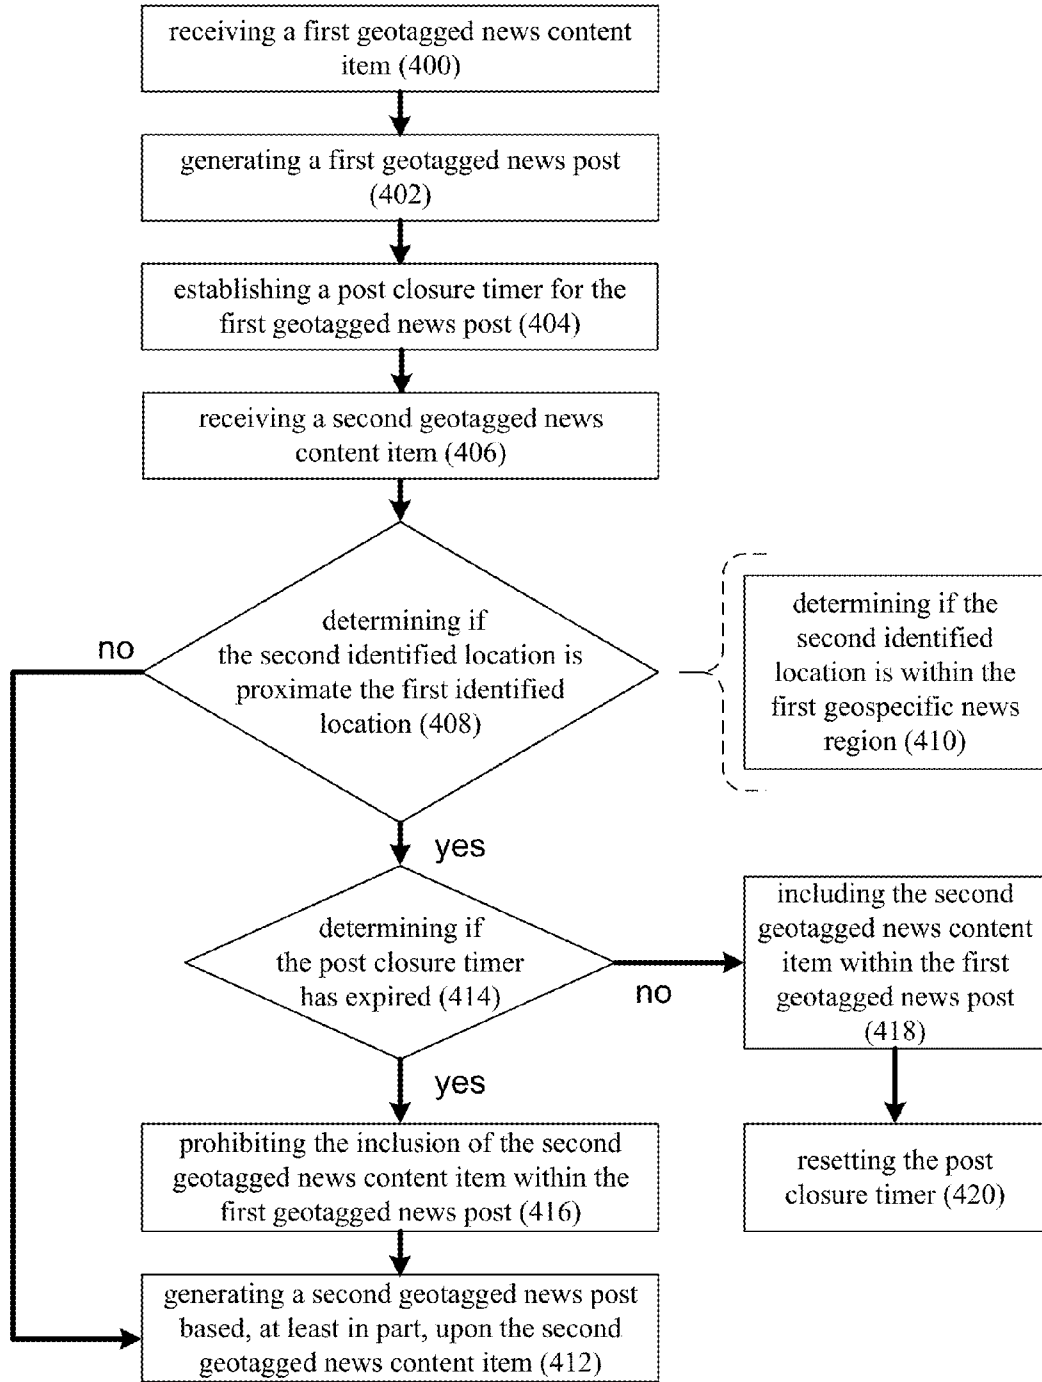 receiving a first geotagged news content
item (400)
generating a first geotagged news post
(402)
establishing a post closure timer for the
first geotagged news post (404)
receiving a second geotagged news
content item (406)
determining if
the second identified location is
proximate the first identified
location (408)
no
determining if the
second identified
location is within the
first geospecific news
region (410)
yes
determining if
the post closure timer
has expired (414)
no
including the second
geotagged news content
item within the first
geotagged news post
(418)
yes
prohibiting the inclusion of the second
geotagged news content item within the
first geotagged news post (416)
resetting the post
closure timer (420)
generating a second geotagged news post
based, at least in part, upon the second
geotagged news content item (412)